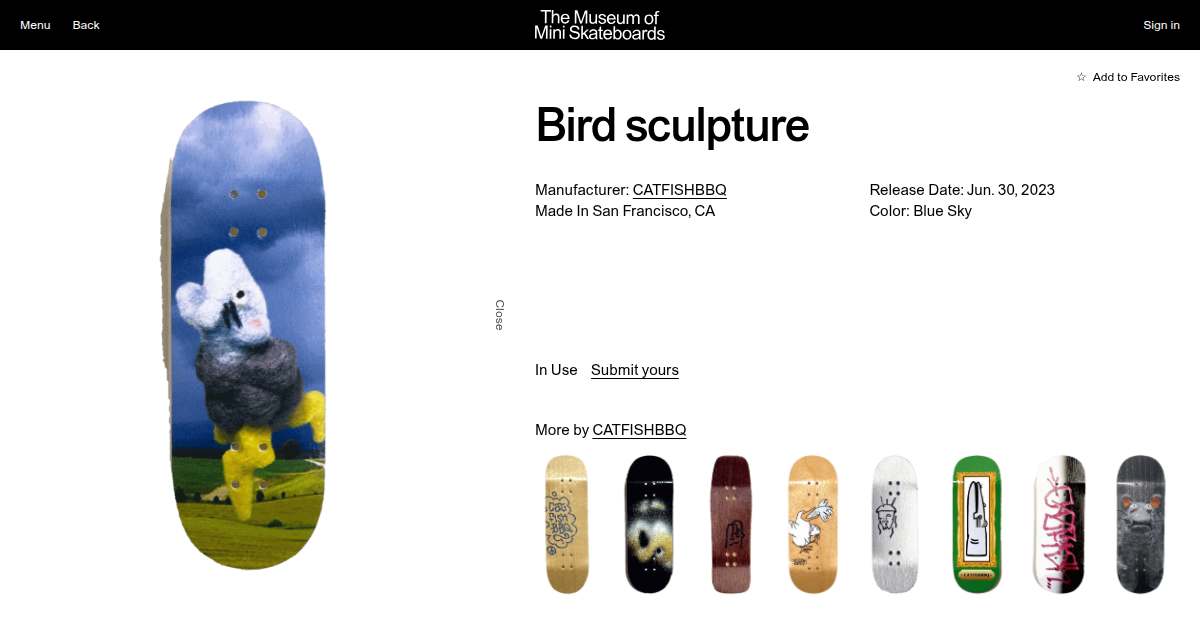 Menu Back
The Museum of
Mini Skateboards
Sign in
☆ Add to Favorites
Bird sculpture
Manufacturer: CATFISHBBQ
Made In San Francisco, CA
Release Date: Jun. 30, 2023
Color: Blue Sky
Close
In Use Submit yours
More by CATFISHBBQ